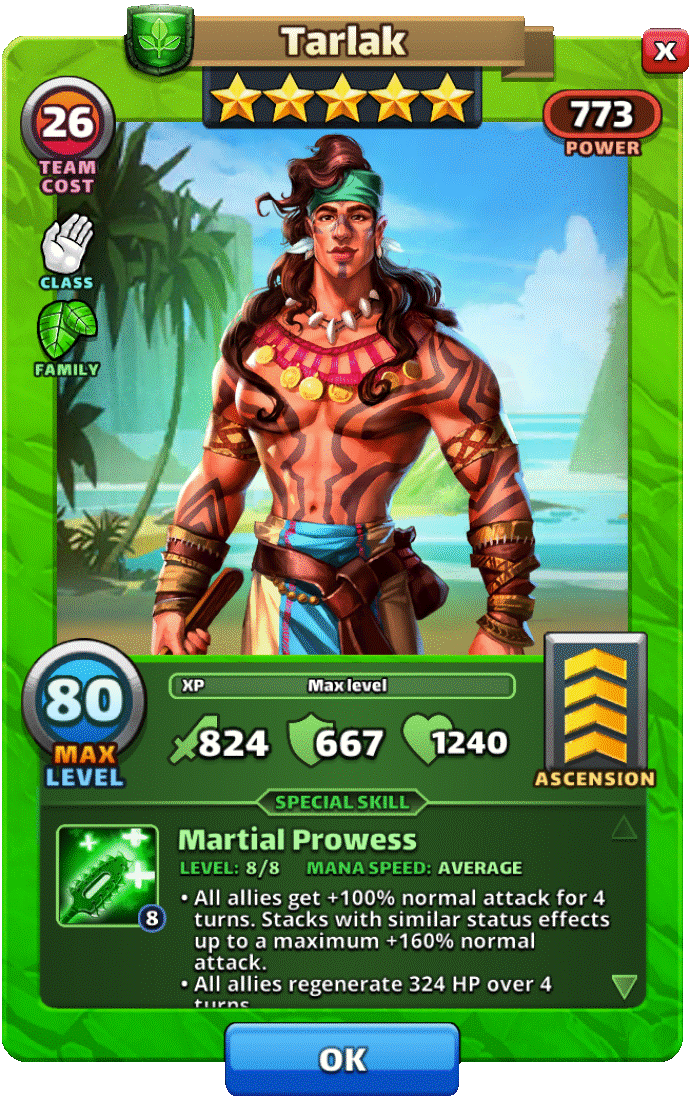 Tarlak
X
26
TEAM
COST
773
POWER
CLASS
FAMILY
80
MAX
LEVEL
XP Max level
824 667 1240
ASCENSION
SPECIAL SKILL
Martial Prowess
LEVEL: 8/8 MANA SPEED: AVERAGE
8
• All allies get +100% normal attack for 4
turns. Stacks with similar status effects
up to a maximum +160% normal
attack.
• All allies regenerate 324 HP over 4
turns
OK